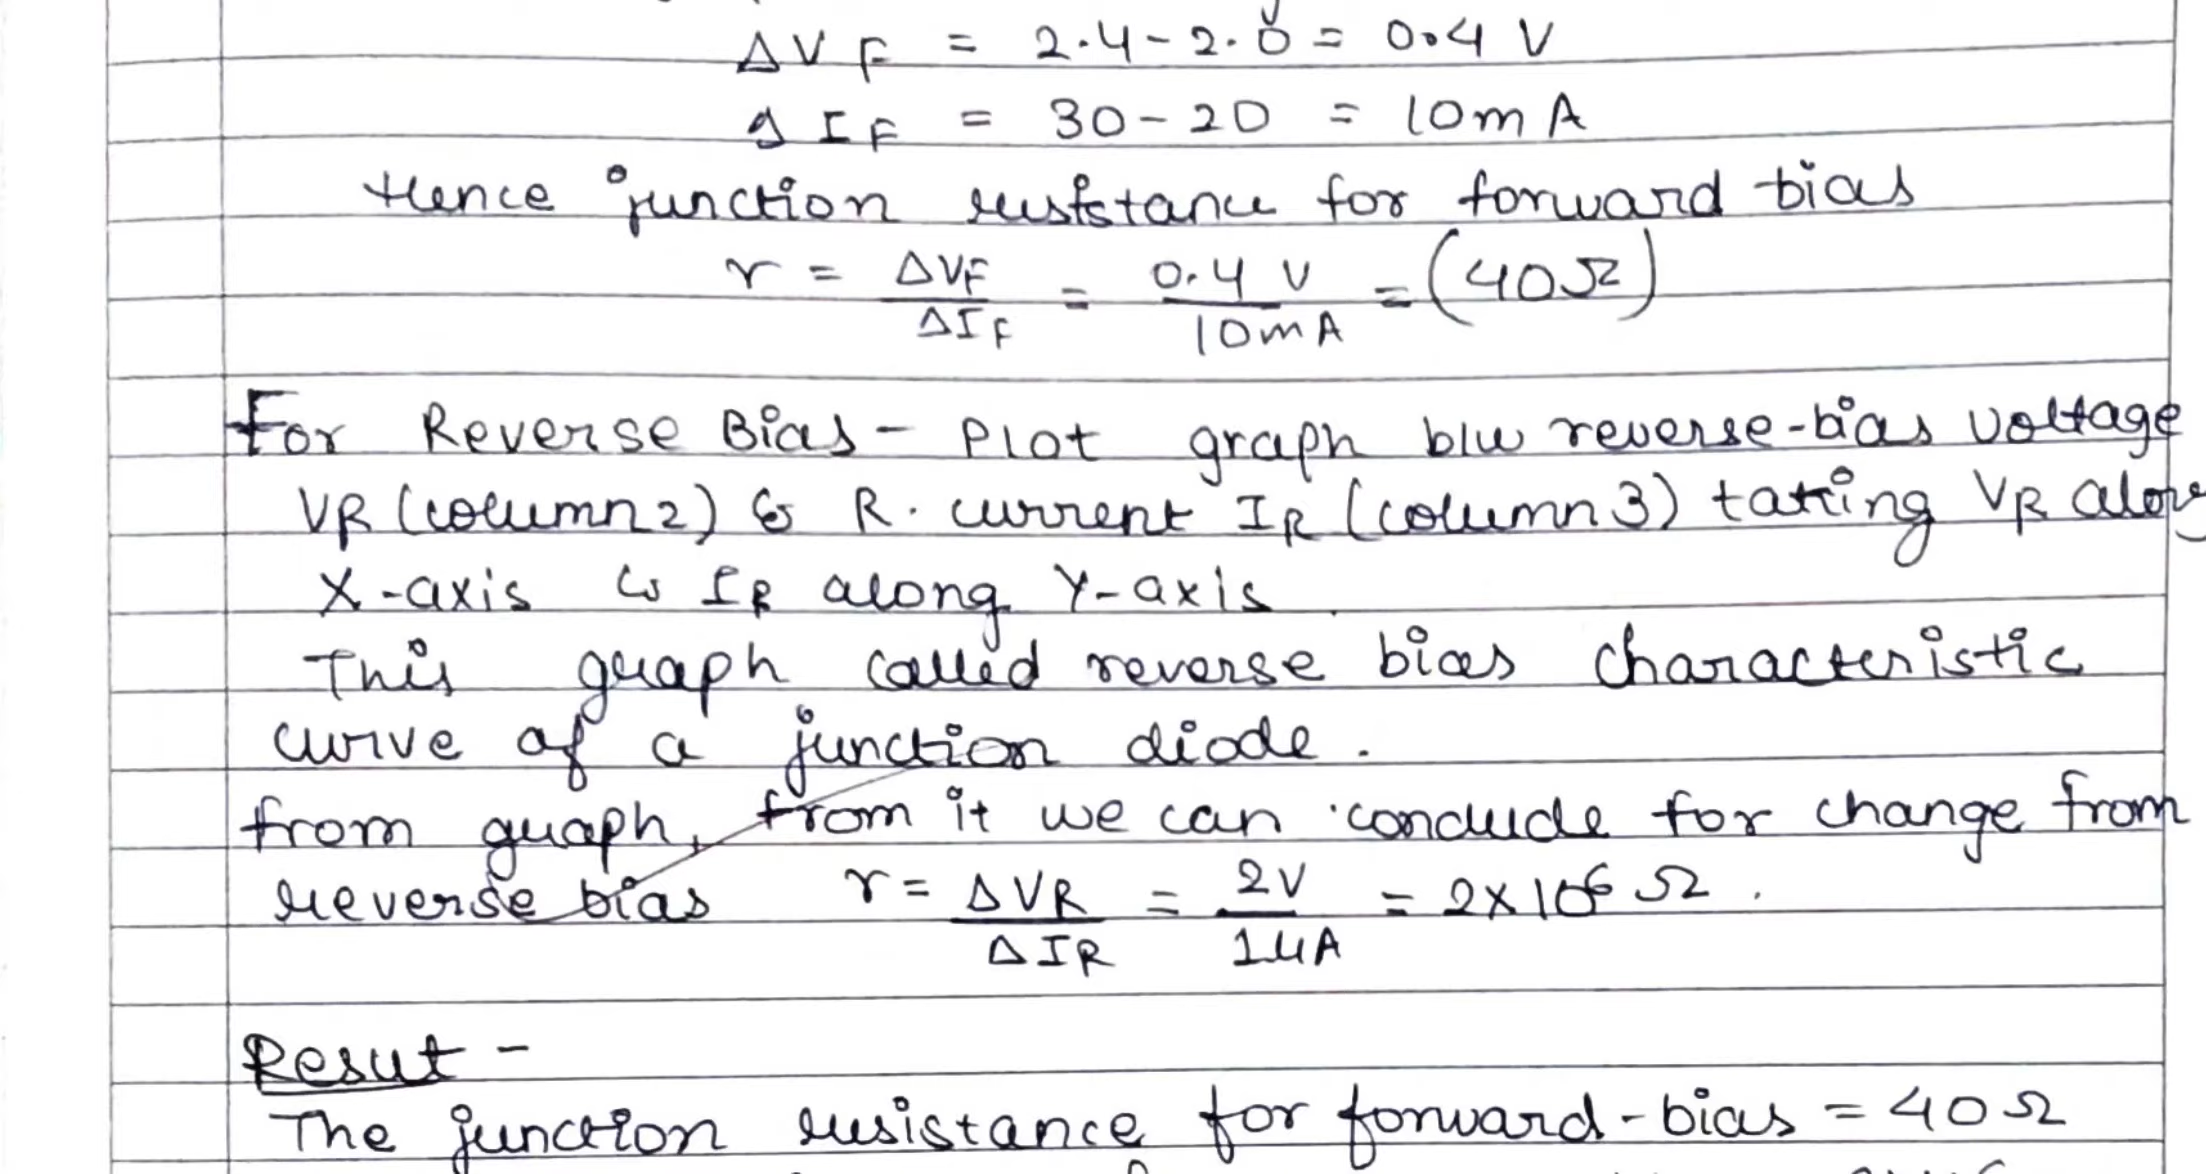 ΔVF = 2.4 - 2.0 = 0.4 V
ΔIF = 30 - 20 = 10mA
Hence junction resistance for forward bias
r = ΔVF / ΔIF = 0.4 V / 10mA = (40Ω)
For Reverse Bias - Plot graph b/w reverse-bias voltage
VR (column 2) & R. current IR (column 3) taking VR along
X-axis & IR along Y-axis.
This graph called reverse bias characteristic
curve of a junction diode.
from graph, from it we can conclude for change from
reverse bias r = ΔVR / ΔIR = 2V / 1μA = 2×10⁶ Ω.
Resut -
The junction resistance for forward-bias = 40Ω